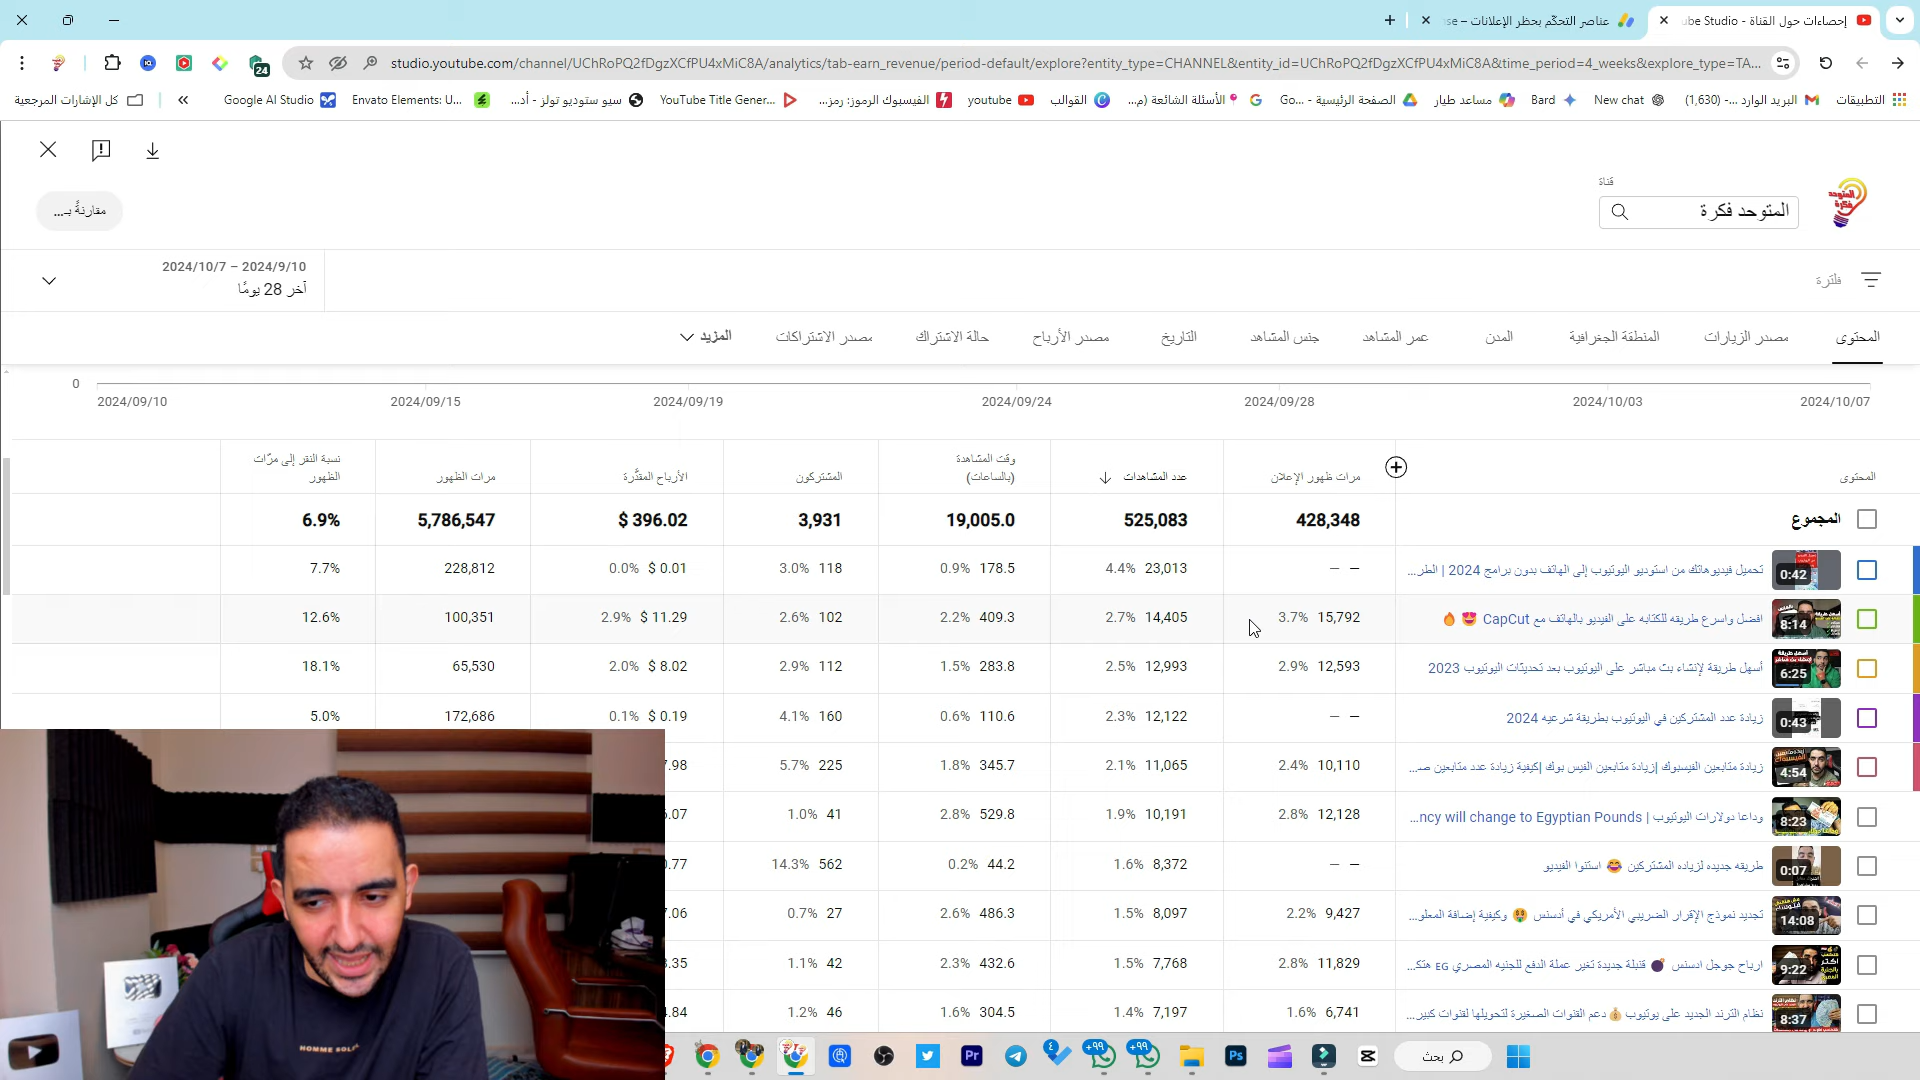 إحصاءات حول القناة - ube Studio
عناصر التحكّم بحظر الإعلانات – ise
studio.youtube.com/channel/UChRoPQ2fDgzXCfPU4xMiC8A/analytics/tab-earn_revenue/period-default/explore?entity_type=CHANNEL&entity_id=UChRoPQ2fDgzXCfPU4xMiC8A&time_period=4_weeks&explore_type=TA...
24
التطبيقات
البريد الوارد -... (1,630)
New chat
Bard
مساعد طيار
الصفحة الرئيسية - Go...
الأسئلة الشائعة (م...
القوالب
youtube
الفيسبوك الرموز: رمز...
YouTube Title Gener...
سيو ستوديو تولز - أد...
Envato Elements: U...
Google AI Studio
كل الإشارات المرجعية
قناة
المتوحد فكرة
مقارنةً بـ...
فلترة
2024/10/7 – 2024/9/10
آخر 28 يومًا
المحتوى
مصدر الزيارات
المنطقة الجغرافية
المدن
عمر المشاهد
جنس المشاهد
التاريخ
مصدر الأرباح
حالة الاشتراك
مصدر الاشتراكات
المزيد
0
2024/09/10 2024/09/15 2024/09/19 2024/09/24 2024/09/28 2024/10/03 2024/10/07
المحتوى
مرات ظهور الإعلان
عدد المشاهدات
وقت المشاهدة (بالساعات)
المشتركون
الأرباح المقدَّرة
مرات الظهور
نسبة النقر إلى مرّات الظهور
المجموع 428,348 525,083 19,005.0 3,931 $ 396.02 5,786,547 6.9%
0:42 تحميل فيديوهاتك من استوديو اليوتيوب إلى الهاتف بدون برامج 2024 | الطر... — — 23,013 4.4% 178.5 0.9% 118 3.0% $ 0.01 0.0% 228,812 7.7%
8:14 افضل واسرع طريقه للكتابه على الفيديو بالهاتف مع CapCut 😍 🔥 15,792 3.7% 14,405 2.7% 409.3 2.2% 102 2.6% $ 11.29 2.9% 100,351 12.6%
6:25 أسهل طريقة لإنشاء بث مباشر على اليوتيوب بعد تحديثات اليوتيوب 2023 12,593 2.9% 12,993 2.5% 283.8 1.5% 112 2.9% $ 8.02 2.0% 65,530 18.1%
0:43 زيادة عدد المشتركين في اليوتيوب بطريقة شرعيه 2024 — — 12,122 2.3% 110.6 0.6% 160 4.1% $ 0.19 0.1% 172,686 5.0%
4:54 زيادة متابعين الفيسبوك |زيادة متابعين الفيس بوك |كيفية زيادة عدد متابعين صـ... 10,110 2.4% 11,065 2.1% 345.7 1.8% 225 5.7% 7.98
8:23 وداعا دولارات اليوتيوب | ncy will change to Egyptian Pounds... 12,128 2.8% 10,191 1.9% 529.8 2.8% 41 1.0% 5.07
0:07 طريقه جديده لزياده المشتركين 😂 استنوا الفيديو — — 8,372 1.6% 44.2 0.2% 562 14.3% 0.77
14:08 تجديد نموذج الإقرار الضريبي الأمريكي في أدسنس 🤑 وكيفية إضافة المعلو... 9,427 2.2% 8,097 1.5% 486.3 2.6% 27 0.7% 7.06
9:22 ارباح جوجل ادسنس 💣 قنبلة جديدة تغير عملة الدفع للجنيه المصري EG هتك... 11,829 2.8% 7,768 1.5% 432.6 2.3% 42 1.1% .35
8:37 نظام الترند الجديد على يوتيوب 💰 دعم القنوات الصغيرة لتحويلها لقنوات كبير... 6,741 1.6% 7,197 1.4% 304.5 1.6% 46 1.2% .84
HOMME
بحث
+99
+99